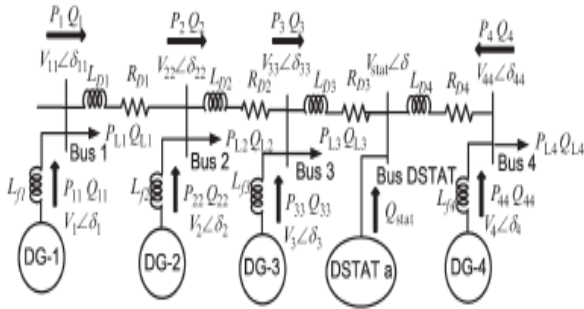 P1 Q1
P2 Q2
P3 Q3
P4 Q4
V11∠δ11
V22∠δ22
V33∠δ33
Vstat∠δ
V44∠δ44
LD1
RD1
LD2
RD2
LD3
RD3
LD4
RD4
PL1 QL1
PL2 QL2
PL3 QL3
PL4 QL4
Bus 1
Bus 2
Bus 3
Bus DSTAT
Bus 4
Lf1
P11 Q11
Lf2
P22 Q22
Lf3
P33 Q33
Qstat
Lf4
P44 Q44
V1∠δ1
V2∠δ2
V3∠δ3
V4∠δ4
DG-1
DG-2
DG-3
DSTAT a
DG-4